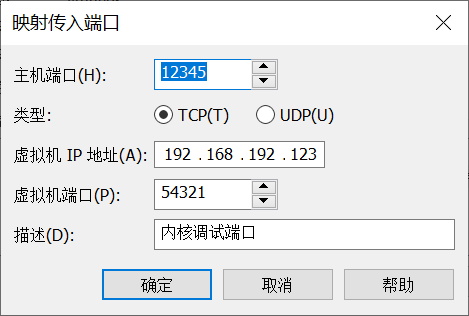 映射传入端口
主机端口(H): 12345
类型: TCP(T) UDP(U)
虚拟机 IP 地址(A): 192 . 168 . 192 . 123
虚拟机端口(P): 54321
描述(D): 内核调试端口
确定 取消 帮助